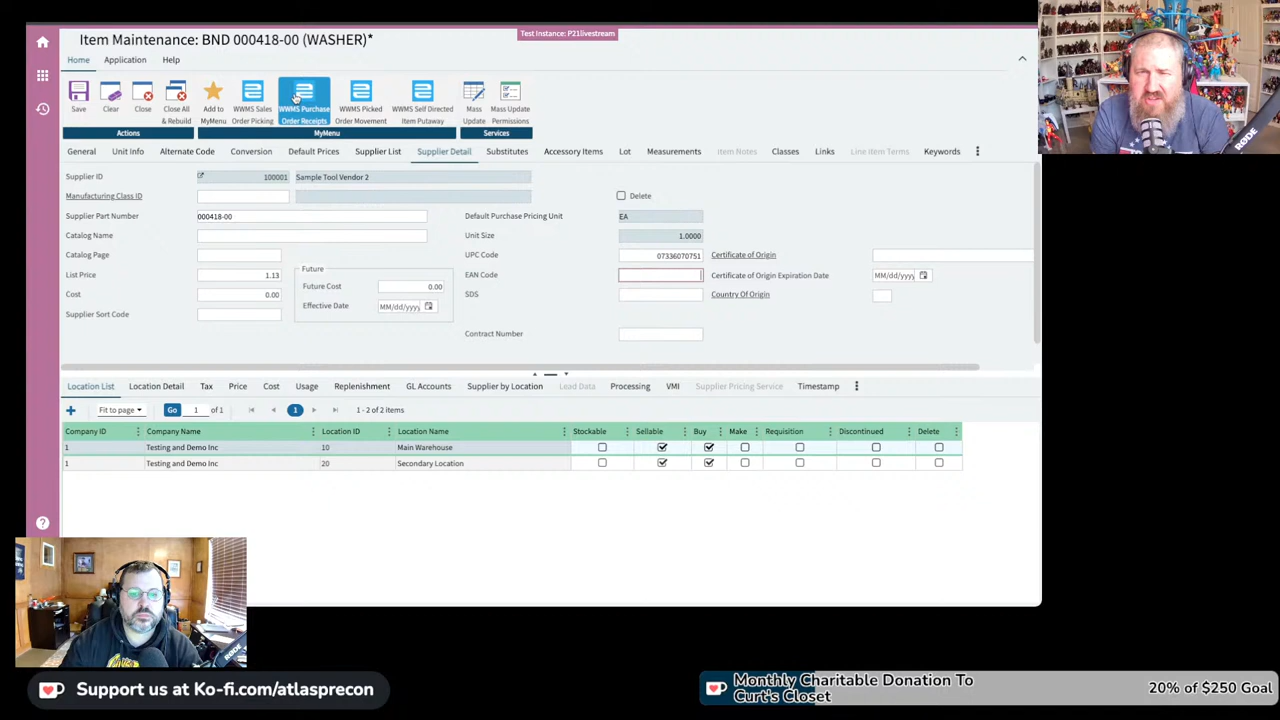 Item Maintenance: BND 000418-00 (WASHER)*
Test Instance: P21livestream
Home Application Help
Save Clear Close Close All & Rebuild Add to MyMenu WWMS Sales Order Picking WWMS Purchase Order Receipts WWMS Picked Order Movement WWMS Self Directed Item Putaway Mass Update Mass Update Permissions
Actions MyMenu Services
General Unit Info Alternate Code Conversion Default Prices Supplier List Supplier Detail Substitutes Accessory Items Lot Measurements Item Notes Classes Links Line Item Terms Keywords
Supplier ID 100001 Sample Tool Vendor 2
Manufacturing Class ID Delete
Supplier Part Number 000418-00 Default Purchase Pricing Unit EA
Catalog Name Unit Size 1.0000
Catalog Page UPC Code 07336070751 Certificate of Origin
List Price 1.13 Future EAN Code Certificate of Origin Expiration Date MM/dd/yyyy
Cost 0.00 Future Cost 0.00 SDS Country Of Origin
Supplier Sort Code Effective Date MM/dd/yyyy
Contract Number
Location List Location Detail Tax Price Cost Usage Replenishment GL Accounts Supplier by Location Lead Data Processing VMI Supplier Pricing Service Timestamp
Fit to page Go 1 of 1 1 1 - 2 of 2 items
Company ID Company Name Location ID Location Name Stockable Sellable Buy Make Requisition Discontinued Delete
1 Testing and Demo Inc 10 Main Warehouse
1 Testing and Demo Inc 20 Secondary Location
RODE
RODE
Support us at Ko-fi.com/atlasprecon
Monthly Charitable Donation To
Curt's Closet
20% of $250 Goal